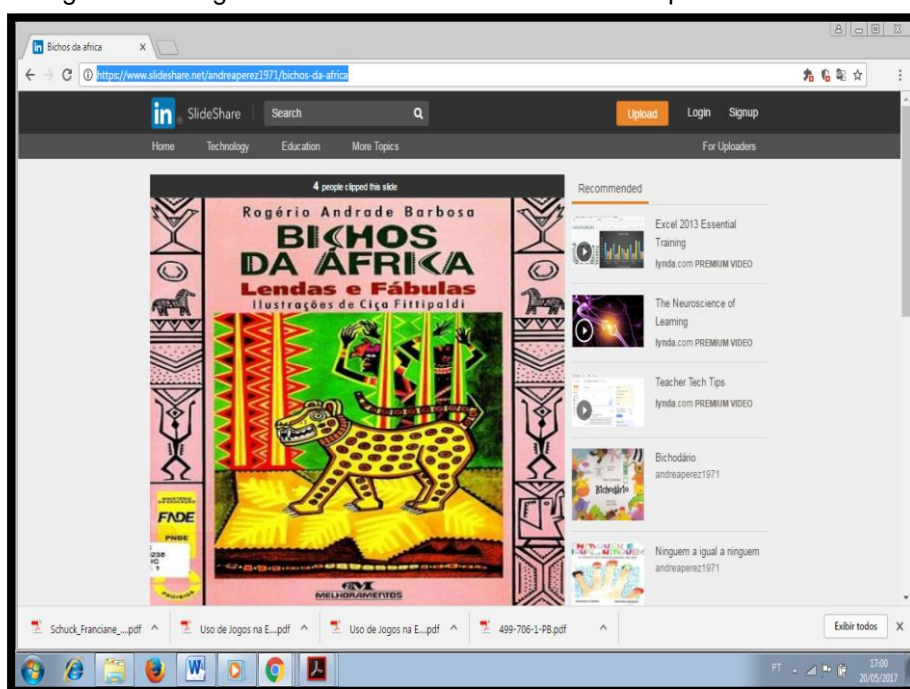 Bichos da africa
https://www.slideshare.net/andreaperez1971/bichos-da-africa
in SlideShare Search Upload Login Signup
Home Technology Education More Topics For Uploaders
4 people clipped this slide
Rogério Andrade Barbosa
BICHOS
DA ÁFRICA
Lendas e Fábulas
Ilustrações de Ciça Fittipaldi
FNDE
PNBE
MELHORAMENTOS
Recommended
Excel 2013 Essential
Training
lynda.com PREMIUM VIDEO
The Neuroscience of
Learning
lynda.com PREMIUM VIDEO
Teacher Tech Tips
lynda.com PREMIUM VIDEO
Bichodário
Bichodário
andreaperez1971
Ninguem a igual a ninguem
andreaperez1971
Schuck_Franciane_....pdf Uso de Jogos na E....pdf Uso de Jogos na E....pdf 499-706-1-PB.pdf Exibir todos
PT 17:00
20/05/2017